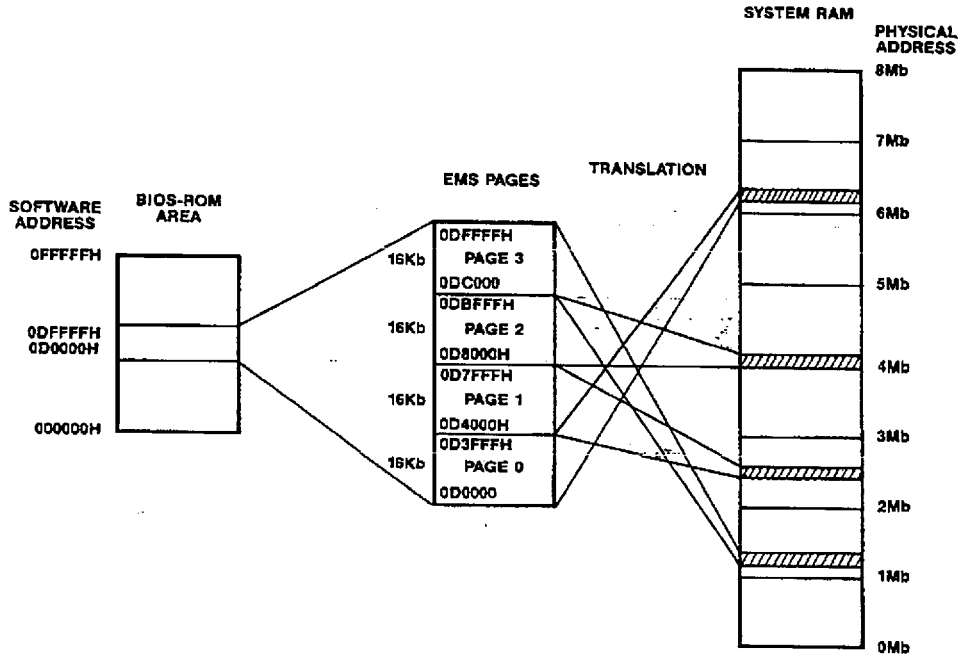 SYSTEM RAM
PHYSICAL
ADDRESS
8Mb
7Mb
6Mb
5Mb
4Mb
3Mb
2Mb
1Mb
0Mb
TRANSLATION
EMS PAGES
0DFFFFH
16Kb PAGE 3
0DC000
0DBFFFH
16Kb PAGE 2
0D8000H
0D7FFFH
16Kb PAGE 1
0D4000H
0D3FFFH
16Kb PAGE 0
0D0000
SOFTWARE
ADDRESS
BIOS-ROM
AREA
0FFFFFH
0DFFFFH
0D0000H
000000H